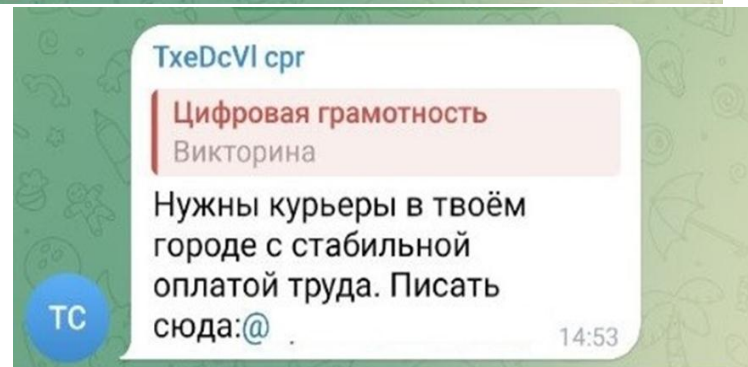 TxeDcVl cpr
Цифровая грамотность
Викторина
Нужны курьеры в твоём
городе с стабильной
оплатой труда. Писать
сюда:@
14:53
TC